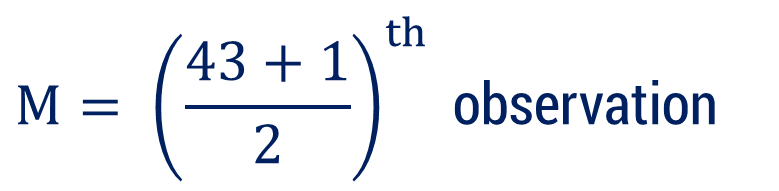 M = ((43 + 1)/2)^th observation